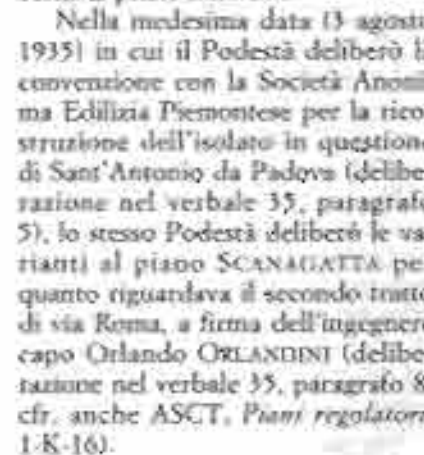 Nella medesima data (3 agosto
1935) in cui il Podestà deliberò l
convenzione con la Società Anoni
ma Edilizia Piemontese per la rico
struzione dell'isolato in questione
di Sant'Antonio da Padova (delibe
razione nel verbale 35, paragrafo
5), lo stesso Podestà deliberò le va
rianti al piano SCANAGATTA pe
quanto riguardava il secondo tratto
di via Roma, a firma dell'ingegnere
capo Orlando ORLANDINI (delibe
razione nel verbale 35, paragrafo 8
cfr. anche ASCT, Piani regolatori
1-K-16).